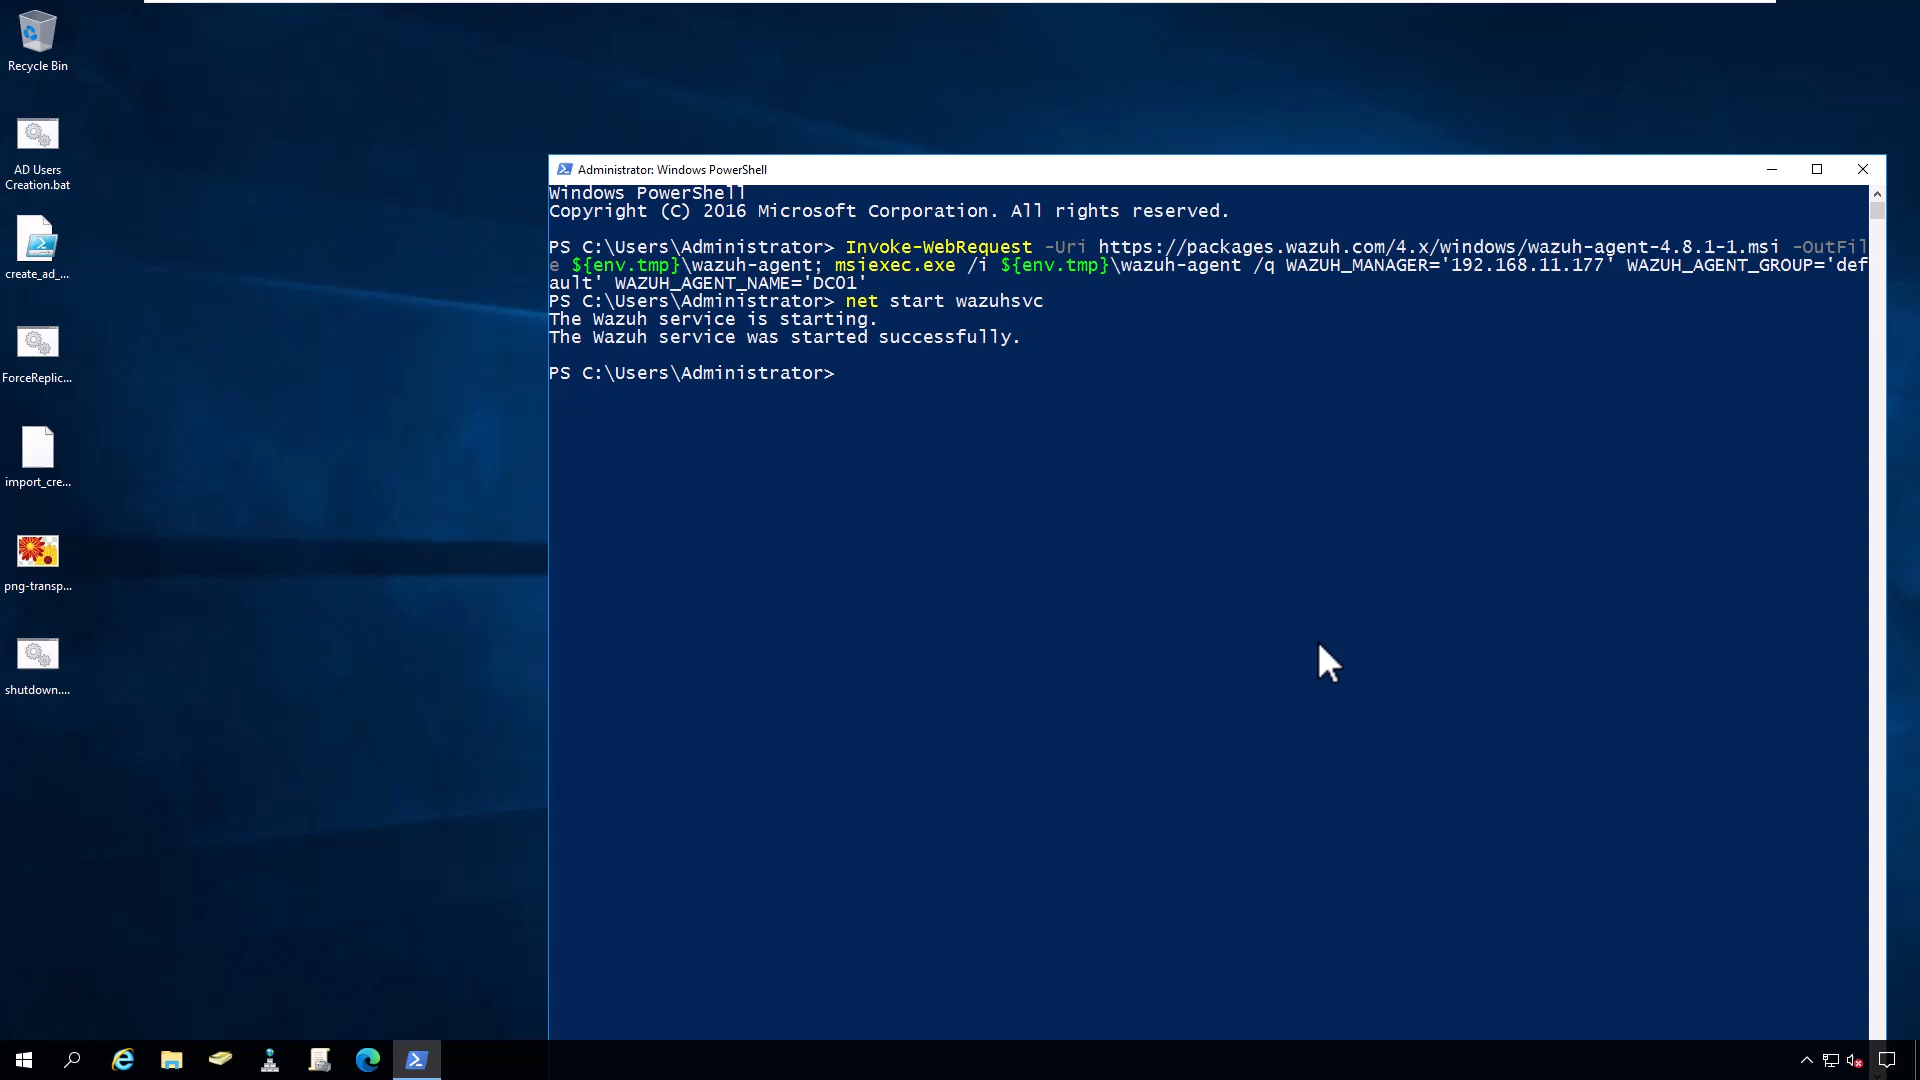 Recycle Bin
AD Users
Creation.bat
create_ad_...
ForceReplic...
import_cre...
png-transp...
shutdown....
Administrator: Windows PowerShell
Windows PowerShell
Copyright (C) 2016 Microsoft Corporation. All rights reserved.
PS C:\Users\Administrator> Invoke-WebRequest -Uri https://packages.wazuh.com/4.x/windows/wazuh-agent-4.8.1-1.msi -OutFil
e ${env.tmp}\wazuh-agent; msiexec.exe /i ${env.tmp}\wazuh-agent /q WAZUH_MANAGER='192.168.11.177' WAZUH_AGENT_GROUP='def
ault' WAZUH_AGENT_NAME='DC01'
PS C:\Users\Administrator> net start wazuhsvc
The Wazuh service is starting.
The Wazuh service was started successfully.
PS C:\Users\Administrator>